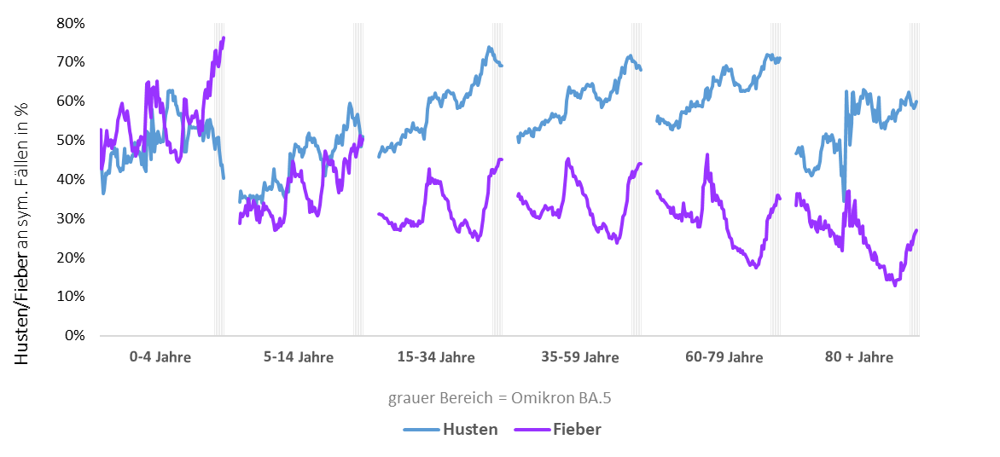 80%
70%
60%
50%
40%
30%
20%
10%
0%
Husten/Fieber an sym. Fällen in %
0-4 Jahre 5-14 Jahre 15-34 Jahre 35-59 Jahre 60-79 Jahre 80 + Jahre
grauer Bereich = Omikron BA.5
Husten Fieber